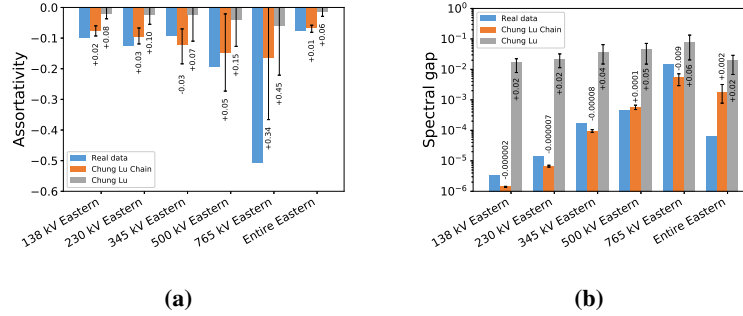 0.0
−0.1
−0.2
−0.3
−0.4
−0.5
−0.6
Assortativity
+0.02
+0.08
+0.03
+0.10
-0.03
+0.07
+0.05
+0.15
+0.34
+0.45
+0.01
+0.06
Real data
Chung Lu Chain
Chung Lu
138 kV Eastern
230 kV Eastern
345 kV Eastern
500 kV Eastern
765 kV Eastern
Entire Eastern
(a)
10⁰
10⁻¹
10⁻²
10⁻³
10⁻⁴
10⁻⁵
10⁻⁶
Spectral gap
Real data
Chung Lu Chain
Chung Lu
-0.000002
+0.02
-0.000007
+0.02
-0.00008
+0.04
+0.0001
+0.05
-0.009
+0.06
+0.002
+0.02
138 kV Eastern
230 kV Eastern
345 kV Eastern
500 kV Eastern
765 kV Eastern
Entire Eastern
(b)